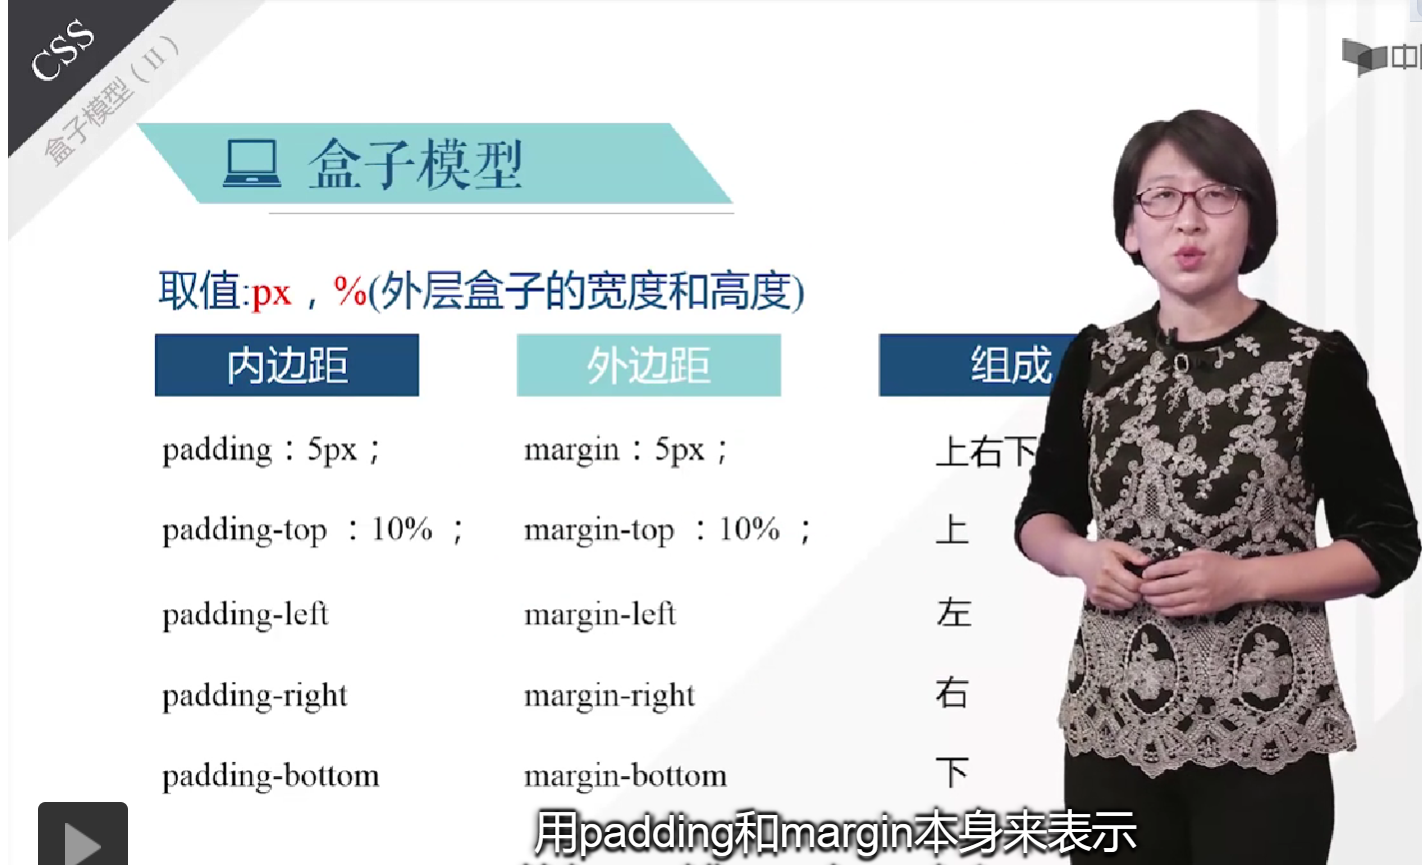 CSS
盒子模型(II)
中
盒子模型
取值:px，%(外层盒子的宽度和高度)
内边距 外边距 组成
padding：5px； margin：5px； 上右下
padding-top ：10% ； margin-top ：10% ； 上
padding-left margin-left 左
padding-right margin-right 右
padding-bottom margin-bottom 下
用padding和margin本身来表示